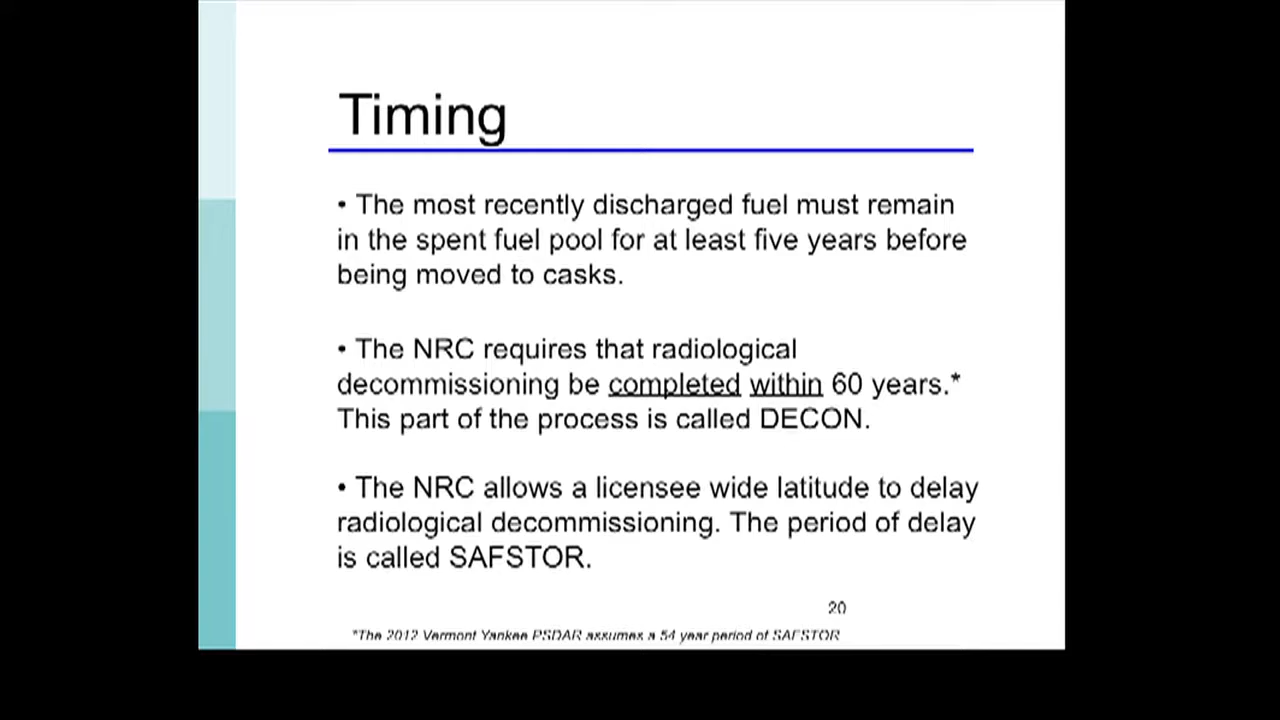 Timing
• The most recently discharged fuel must remain
in the spent fuel pool for at least five years before
being moved to casks.
• The NRC requires that radiological
decommissioning be completed within 60 years.*
This part of the process is called DECON.
• The NRC allows a licensee wide latitude to delay
radiological decommissioning. The period of delay
is called SAFSTOR.
20
*The 2012 Vermont Yankee PSDAR assumes a 54 year period of SAFSTOR